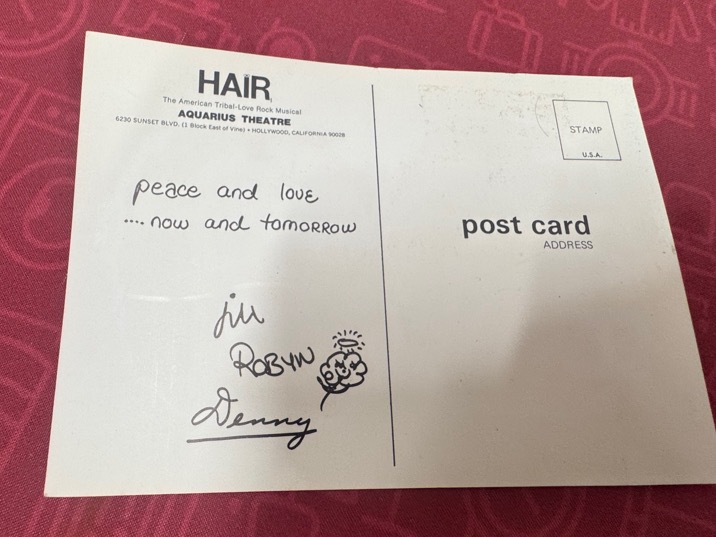 HAIR
The American Tribal-Love Rock Musical
AQUARIUS THEATRE
6230 SUNSET BLVD. (1 Block East of Vine) • HOLLYWOOD, CALIFORNIA 90028
peace and love
.... now and tomorrow
Jill
ROBYN
Denny
STAMP
U.S.A.
post card
ADDRESS